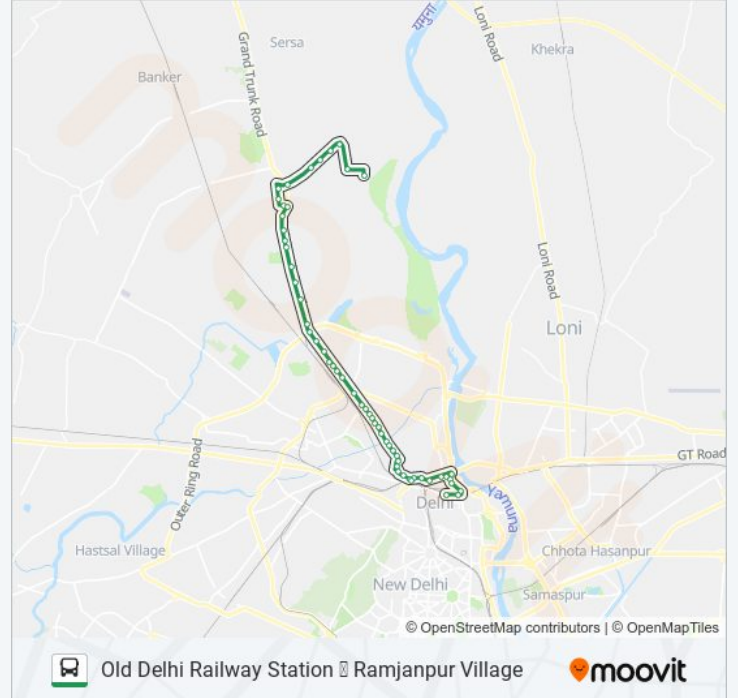 यमुना
Loni Road
Sersa
Khekra
Grand Trunk Road
Banker
Loni Road
Loni
GT Road
Outer Ring Road
Yamuna
Delhi
Hastsal Village
Chhota Hasanpur
New Delhi
Samaspur
© OpenStreetMap contributors | © OpenMapTiles
Old Delhi Railway Station Ramjanpur Village
moovit